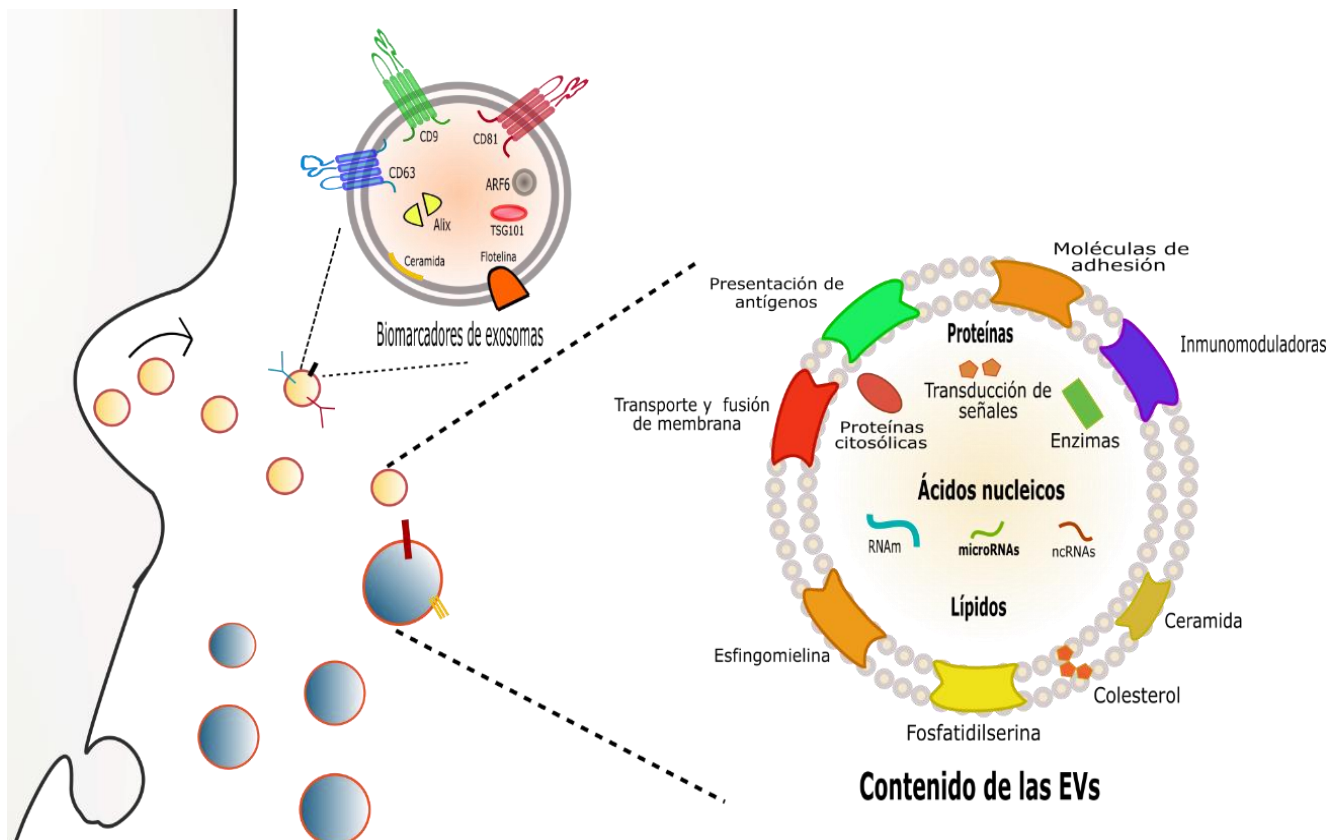 CD9
CD81
CD63
ARF6
Alix
TSG101
Ceramida
Flotelina
Biomarcadores de exosomas
Moléculas de
adhesión
Presentación de
antígenos
Proteínas
Inmunomoduladoras
Transducción de
señales
Transporte y fusión
de membrana
Proteínas
citosólicas
Enzimas
Ácidos nucleicos
RNAm
microRNAs
ncRNAs
Lípidos
Ceramida
Esfingomielina
Colesterol
Fosfatidilserina
Contenido de las EVs